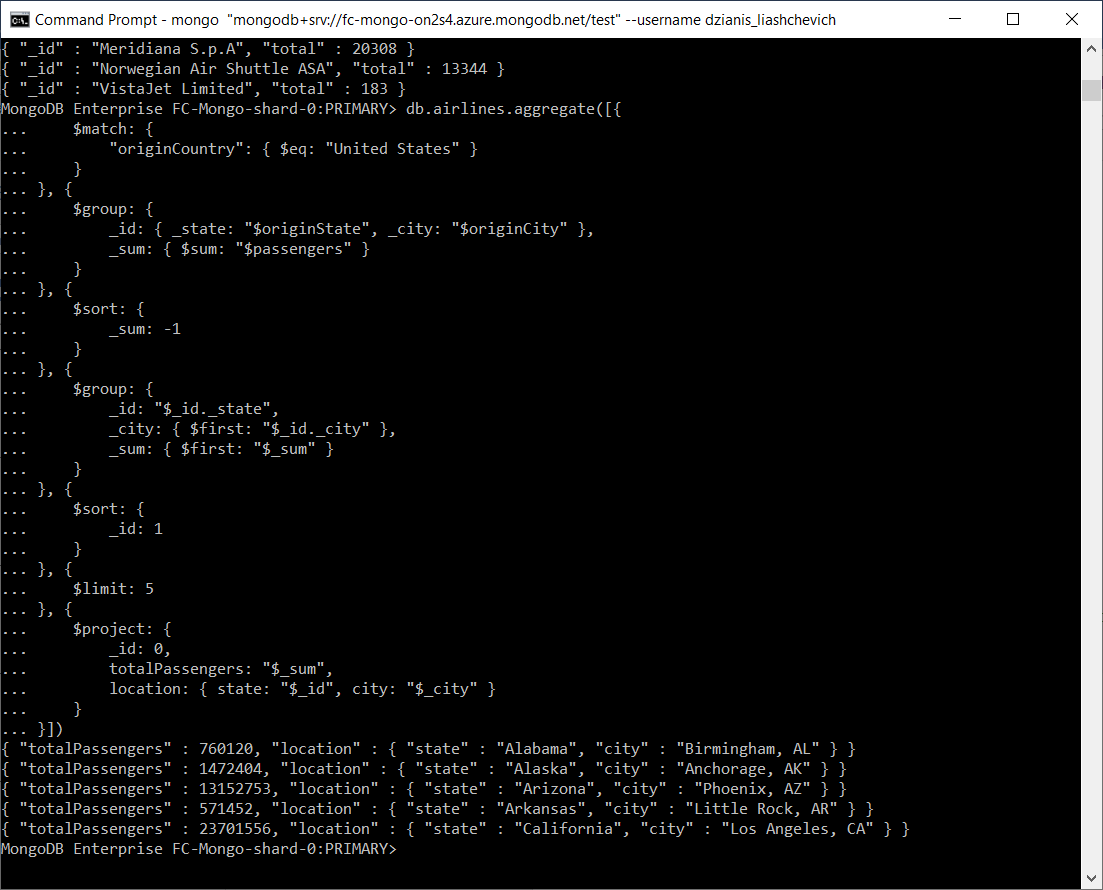 Command Prompt - mongo  "mongodb+srv://fc-mongo-on2s4.azure.mongodb.net/test" --username dzianis_liashchevich
{ "_id" : "Meridiana S.p.A", "total" : 20308 }
{ "_id" : "Norwegian Air Shuttle ASA", "total" : 13344 }
{ "_id" : "VistaJet Limited", "total" : 183 }
MongoDB Enterprise FC-Mongo-shard-0:PRIMARY> db.airlines.aggregate([{
...     $match: {
...         "originCountry": { $eq: "United States" }
...     }
... }, {
...     $group: {
...         _id: { _state: "$originState", _city: "$originCity" },
...         _sum: { $sum: "$passengers" }
...     }
... }, {
...     $sort: {
...         _sum: -1
...     }
... }, {
...     $group: {
...         _id: "$_id._state",
...         _city: { $first: "$_id._city" },
...         _sum: { $first: "$_sum" }
...     }
... }, {
...     $sort: {
...         _id: 1
...     }
... }, {
...     $limit: 5
... }, {
...     $project: {
...         _id: 0,
...         totalPassengers: "$_sum",
...         location: { state: "$_id", city: "$_city" }
...     }
... }])
{ "totalPassengers" : 760120, "location" : { "state" : "Alabama", "city" : "Birmingham, AL" } }
{ "totalPassengers" : 1472404, "location" : { "state" : "Alaska", "city" : "Anchorage, AK" } }
{ "totalPassengers" : 13152753, "location" : { "state" : "Arizona", "city" : "Phoenix, AZ" } }
{ "totalPassengers" : 571452, "location" : { "state" : "Arkansas", "city" : "Little Rock, AR" } }
{ "totalPassengers" : 23701556, "location" : { "state" : "California", "city" : "Los Angeles, CA" } }
MongoDB Enterprise FC-Mongo-shard-0:PRIMARY>